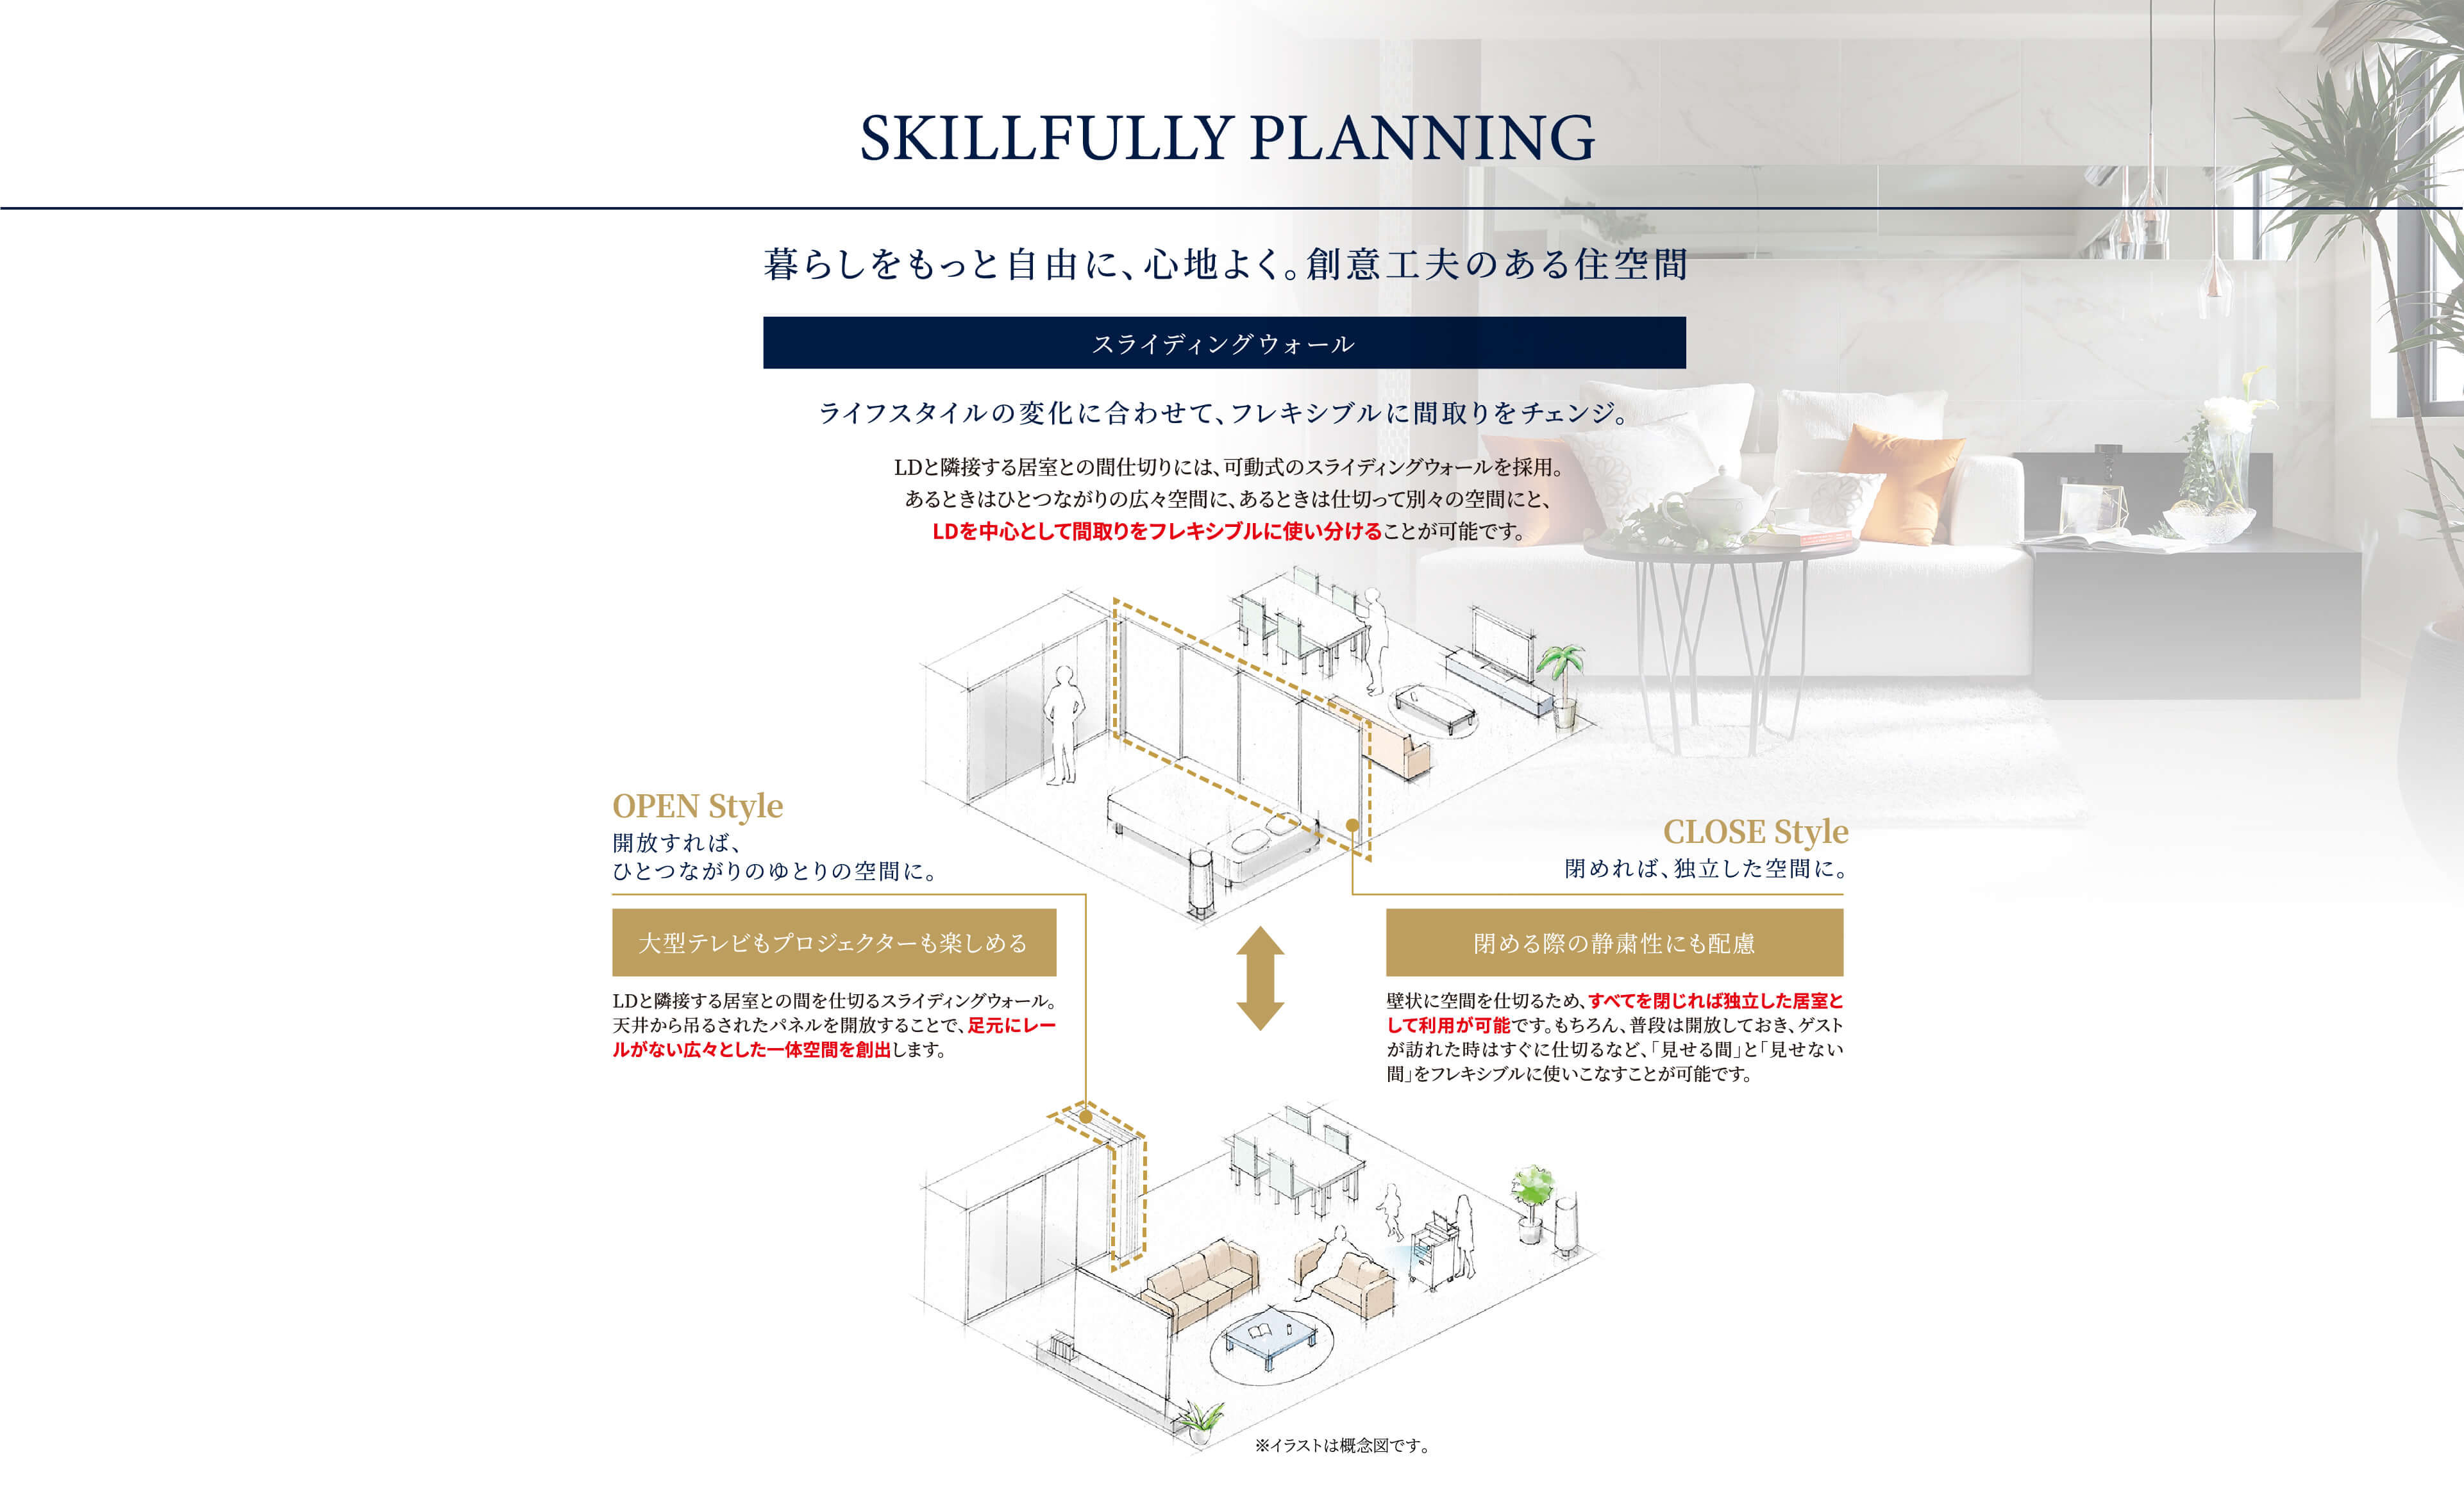 SKILLFULLY PLANNING
暮らしをもっと自由に、心地よく。創意工夫のある住空間
スライディングウォール
ライフスタイルの変化に合わせて、フレキシブルに間取りをチェンジ。
LDと隣接する居室との間仕切りには、可動式のスライディングウォールを採用。
あるときはひとつながりの広々空間に、あるときは仕切って別々の空間にと、
LDを中心として間取りをフレキシブルに使い分けることが可能です。
OPEN Style
開放すれば、
ひとつながりのゆとりの空間に。
大型テレビもプロジェクターも楽しめる
LDと隣接する居室との間を仕切るスライディングウォール。
天井から吊るされたパネルを開放することで、足元にレー
ルがない広々とした一体空間を創出します。
CLOSE Style
閉めれば、独立した空間に。
閉める際の静粛性にも配慮
壁状に空間を仕切るため、すべてを閉じれば独立した居室と
して利用が可能です。もちろん、普段は開放しておき、ゲスト
が訪れた時はすぐに仕切るなど、「見せる間」と「見せない
間」をフレキシブルに使いこなすことが可能です。
※イラストは概念図です。